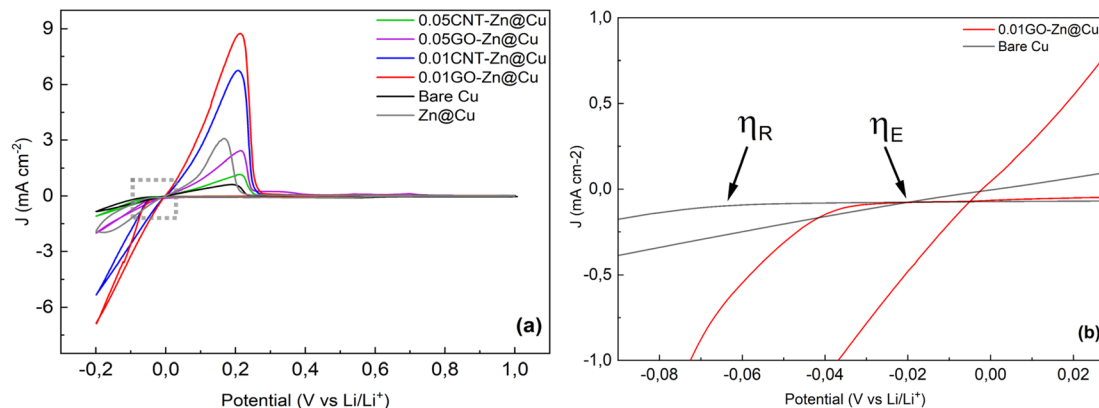 9
6
3
0
-3
-6
J (mA cm⁻²)
0.05CNT-Zn@Cu
0.05GO-Zn@Cu
0.01CNT-Zn@Cu
0.01GO-Zn@Cu
Bare Cu
Zn@Cu
(a)
-0,2 0,0 0,2 0,4 0,6 0,8 1,0
Potential (V vs Li/Li⁺)
1,0
0,5
0,0
-0,5
-1,0
J (mA cm-2)
0.01GO-Zn@Cu
Bare Cu
ηR ηE
(b)
-0,08 -0,06 -0,04 -0,02 0,00 0,02
Potential (V vs Li/Li⁺)